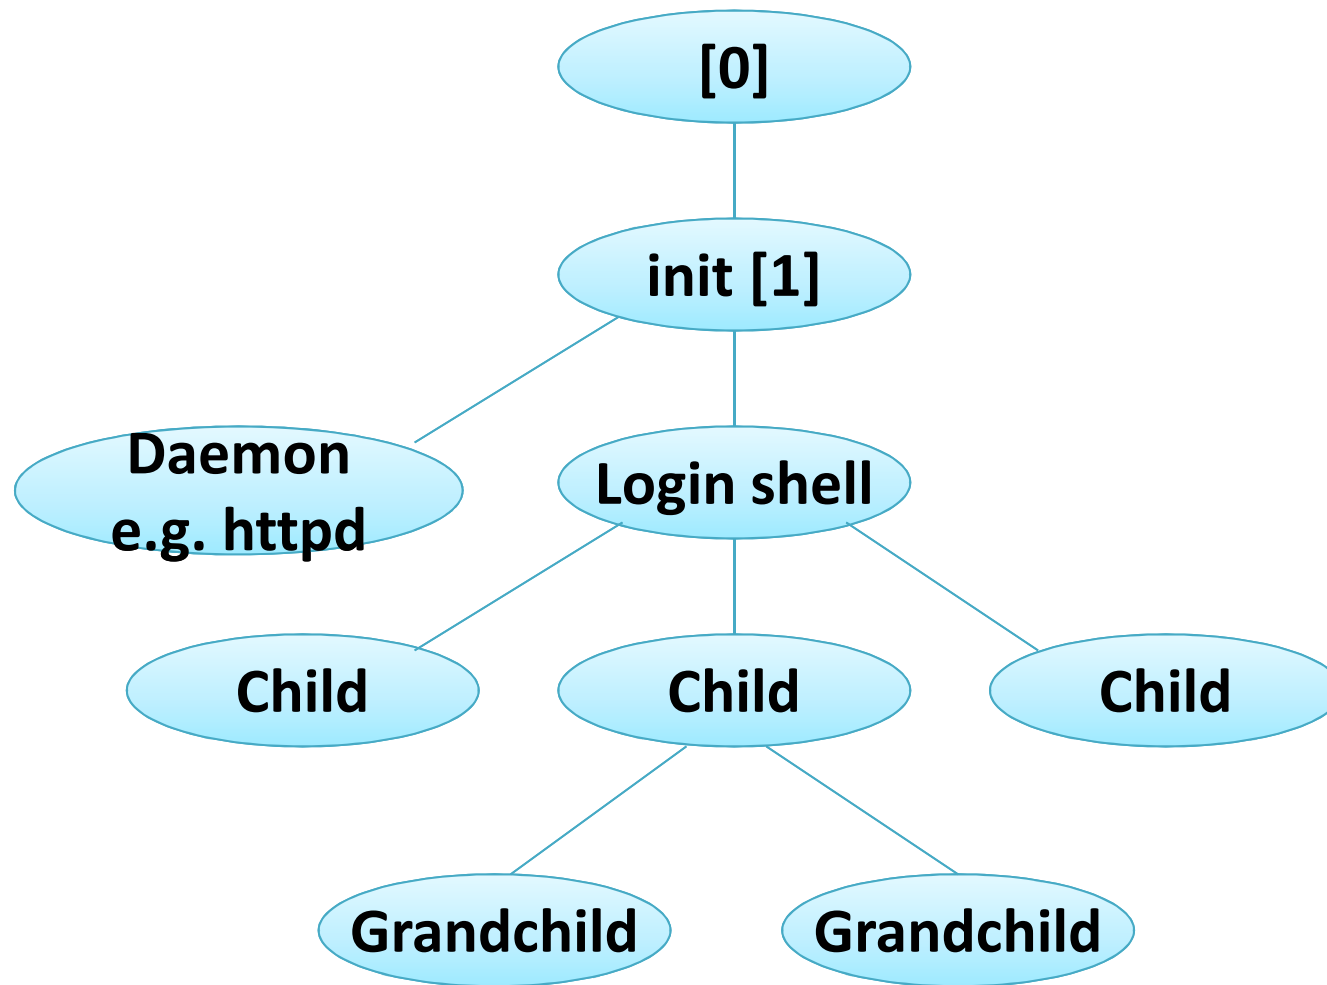 [0]
init [1]
Daemon
e.g. httpd
Login shell
Child
Child
Child
Grandchild
Grandchild